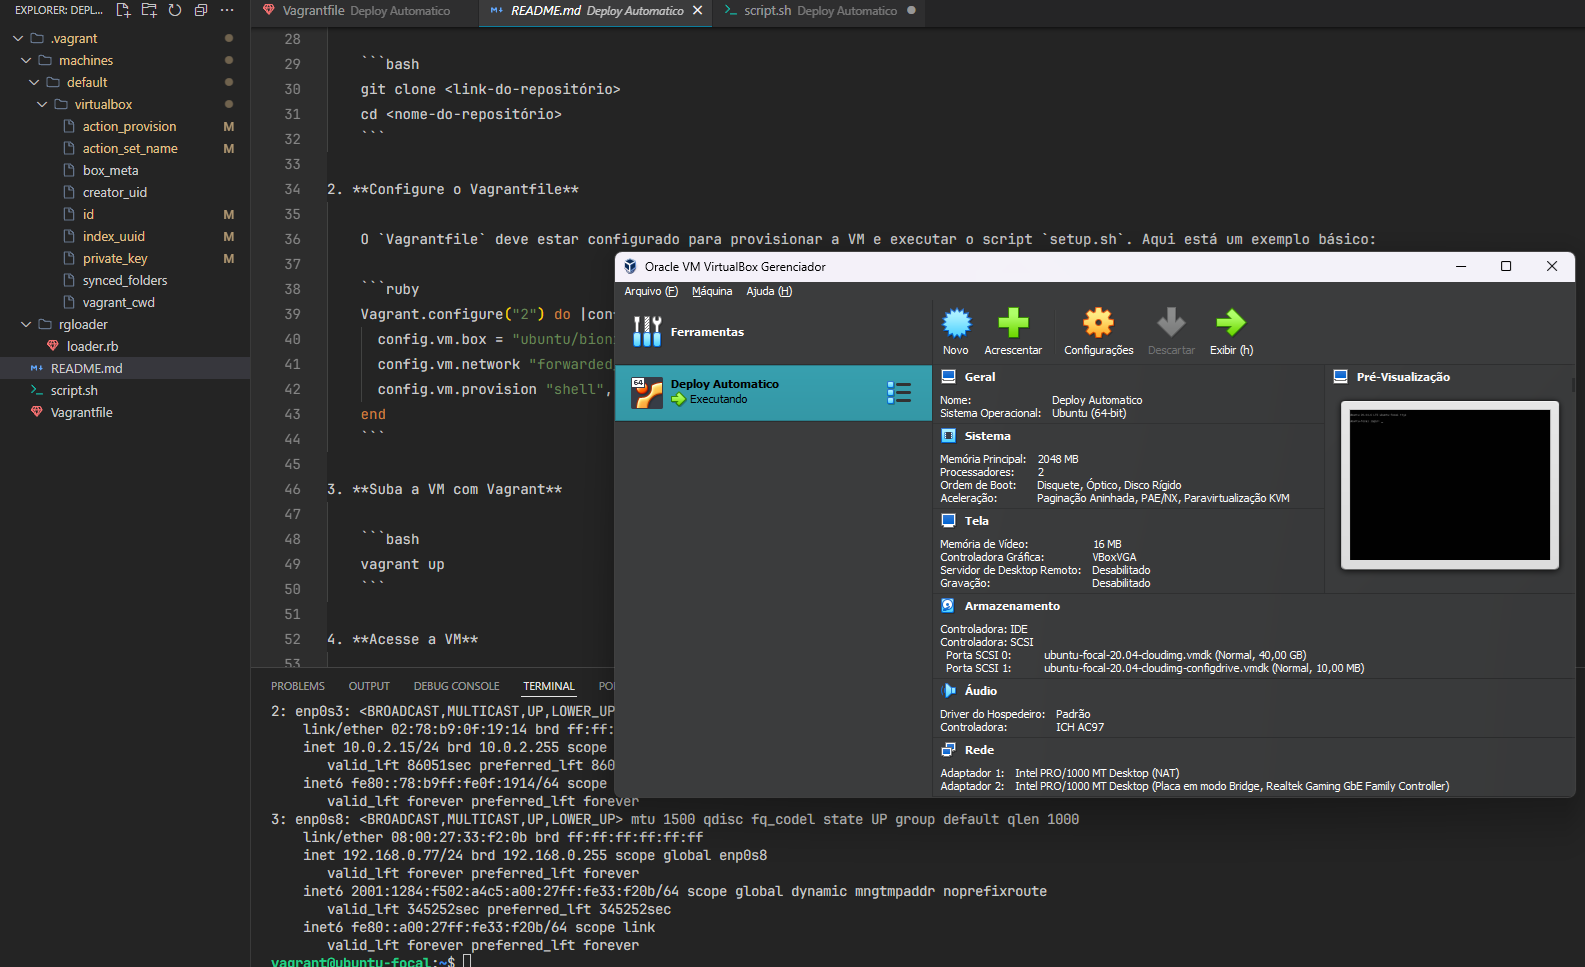 EXPLORER: DEPL...
.vagrant
machines
default
virtualbox
action_provision M
action_set_name M
box_meta
creator_uid
id M
index_uuid M
private_key M
synced_folders
vagrant_cwd
rgloader
loader.rb
README.md
script.sh
Vagrantfile
Vagrantfile Deploy Automatico
README.md Deploy Automatico
script.sh Deploy Automatico
28
29 ```bash
30 git clone <link-do-repositório>
31 cd <nome-do-repositório>
32 ```
33
34 2. **Configure o Vagrantfile**
35
36 O `Vagrantfile` deve estar configurado para provisionar a VM e executar o script `setup.sh`. Aqui está um exemplo básico:
37
38 ```ruby
39 Vagrant.configure("2") do |con
40 config.vm.box = "ubuntu/bion
41 config.vm.network "forwarded
42 config.vm.provision "shell",
43 end
44 ```
45
46 3. **Suba a VM com Vagrant**
47
48 ```bash
49 vagrant up
50 ```
51
52 4. **Acesse a VM**
53
PROBLEMS OUTPUT DEBUG CONSOLE TERMINAL PO
2: enp0s3: <BROADCAST,MULTICAST,UP,LOWER_UP
link/ether 02:78:b9:0f:19:14 brd ff:ff:
inet 10.0.2.15/24 brd 10.0.2.255 scope
valid_lft 86051sec preferred_lft 860
inet6 fe80::78:b9ff:fe0f:1914/64 scope
valid_lft forever preferred_lft forever
3: enp0s8: <BROADCAST,MULTICAST,UP,LOWER_UP> mtu 1500 qdisc fq_codel state UP group default qlen 1000
link/ether 08:00:27:33:f2:0b brd ff:ff:ff:ff:ff:ff
inet 192.168.0.77/24 brd 192.168.0.255 scope global enp0s8
valid_lft forever preferred_lft forever
inet6 2001:1284:f502:a4c5:a00:27ff:fe33:f20b/64 scope global dynamic mngtmpaddr noprefixroute
valid_lft 345252sec preferred_lft 345252sec
inet6 fe80::a00:27ff:fe33:f20b/64 scope link
valid_lft forever preferred_lft forever
vagrant@ubuntu-focal:~$
Oracle VM VirtualBox Gerenciador
Arquivo (F) Máquina Ajuda (H)
Ferramentas
Novo Acrescentar Configurações Descartar Exibir (h)
64
Deploy Automatico
Executando
Geral
Nome: Deploy Automatico
Sistema Operacional: Ubuntu (64-bit)
Sistema
Memória Principal: 2048 MB
Processadores: 2
Ordem de Boot: Disquete, Óptico, Disco Rígido
Aceleração: Paginação Aninhada, PAE/NX, Paravirtualização KVM
Tela
Memória de Vídeo: 16 MB
Controladora Gráfica: VBoxVGA
Servidor de Desktop Remoto: Desabilitado
Gravação: Desabilitado
Armazenamento
Controladora: IDE
Controladora: SCSI
Porta SCSI 0: ubuntu-focal-20.04-cloudimg.vmdk (Normal, 40,00 GB)
Porta SCSI 1: ubuntu-focal-20.04-cloudimg-configdrive.vmdk (Normal, 10,00 MB)
Áudio
Driver do Hospedeiro: Padrão
Controladora: ICH AC97
Rede
Adaptador 1: Intel PRO/1000 MT Desktop (NAT)
Adaptador 2: Intel PRO/1000 MT Desktop (Placa em modo Bridge, Realtek Gaming GbE Family Controller)
Pré-Visualização